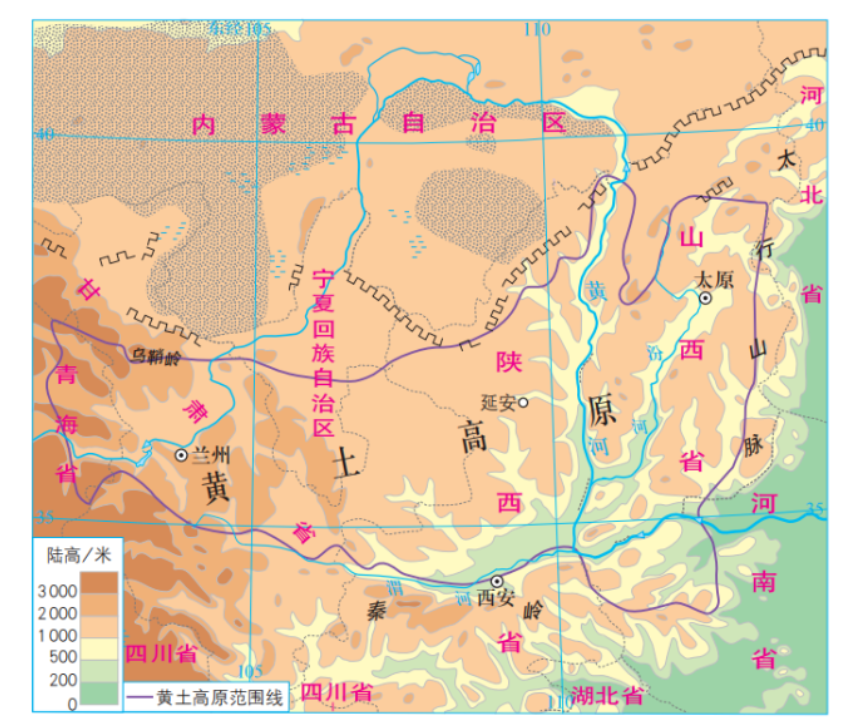 东经105
110
内蒙古自治区
河北省
40
40
太行山脉
甘肃省
宁夏回族自治区
山西省
太原
黄河
汾河
乌鞘岭
青海省
陕西省
延安
黄土高原
兰州
河南省
35
35
渭河
西安
秦岭
陆高/米
3000
2000
1000
500
200
0
四川省
105
四川省
110
湖北省
黄土高原范围线